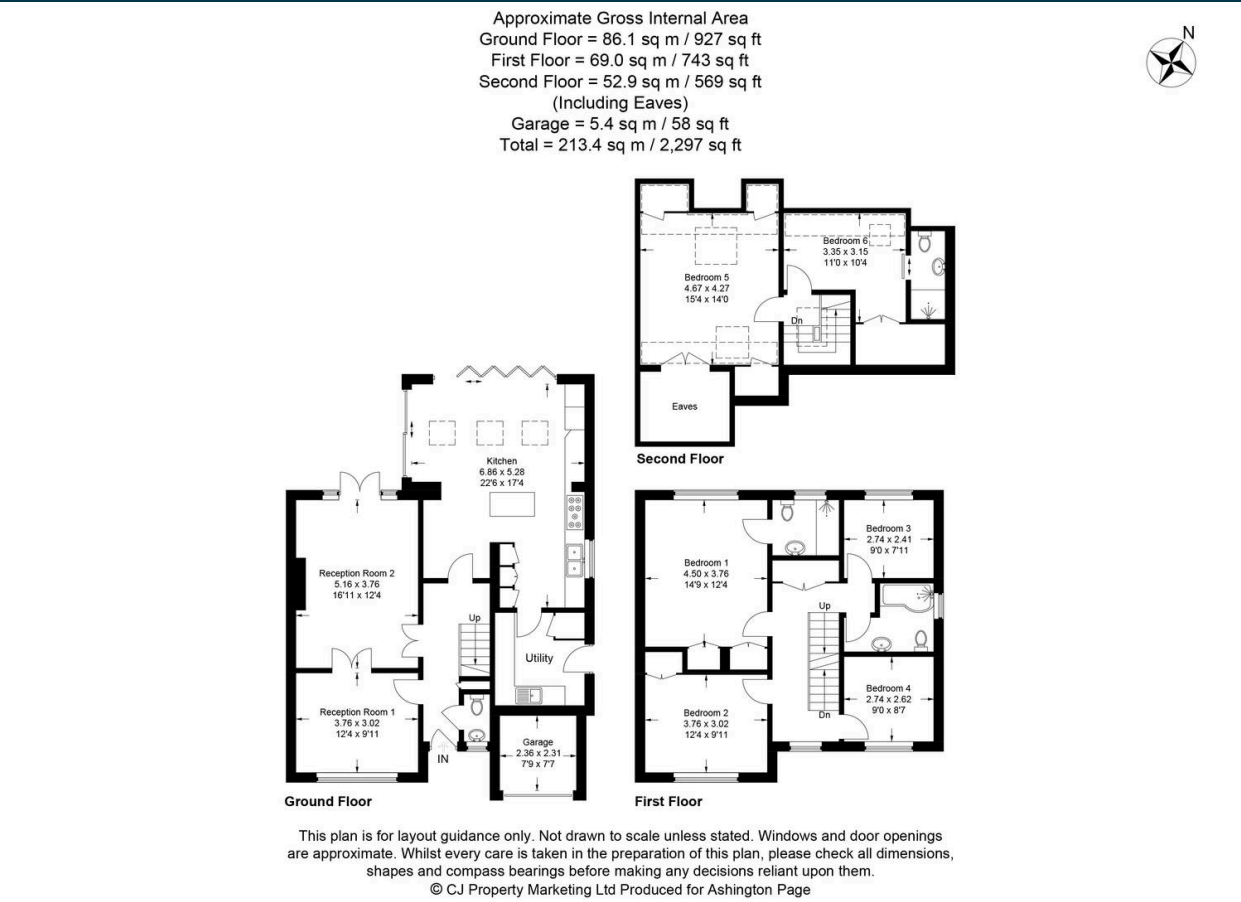 Approximate Gross Internal Area
Ground Floor = 86.1 sq m / 927 sq ft
First Floor = 69.0 sq m / 743 sq ft
Second Floor = 52.9 sq m / 569 sq ft
(Including Eaves)
Garage = 5.4 sq m / 58 sq ft
Total = 213.4 sq m / 2,297 sq ft
N
Bedroom 6
3.35 x 3.15
11'0 x 10'4
Bedroom 5
4.67 x 4.27
15'4 x 14'0
Dn
Eaves
Second Floor
Kitchen
6.86 x 5.28
22'6 x 17'4
Reception Room 2
5.16 x 3.76
16'11 x 12'4
Up
Utility
Reception Room 1
3.76 x 3.02
12'4 x 9'11
IN
Garage
2.36 x 2.31
7'9 x 7'7
Ground Floor
Bedroom 3
2.74 x 2.41
9'0 x 7'11
Bedroom 1
4.50 x 3.76
14'9 x 12'4
Up
Bedroom 4
2.74 x 2.62
9'0 x 8'7
Bedroom 2
3.76 x 3.02
12'4 x 9'11
Dn
First Floor
This plan is for layout guidance only. Not drawn to scale unless stated. Windows and door openings
are approximate. Whilst every care is taken in the preparation of this plan, please check all dimensions,
shapes and compass bearings before making any decisions reliant upon them.
© CJ Property Marketing Ltd Produced for Ashington Page